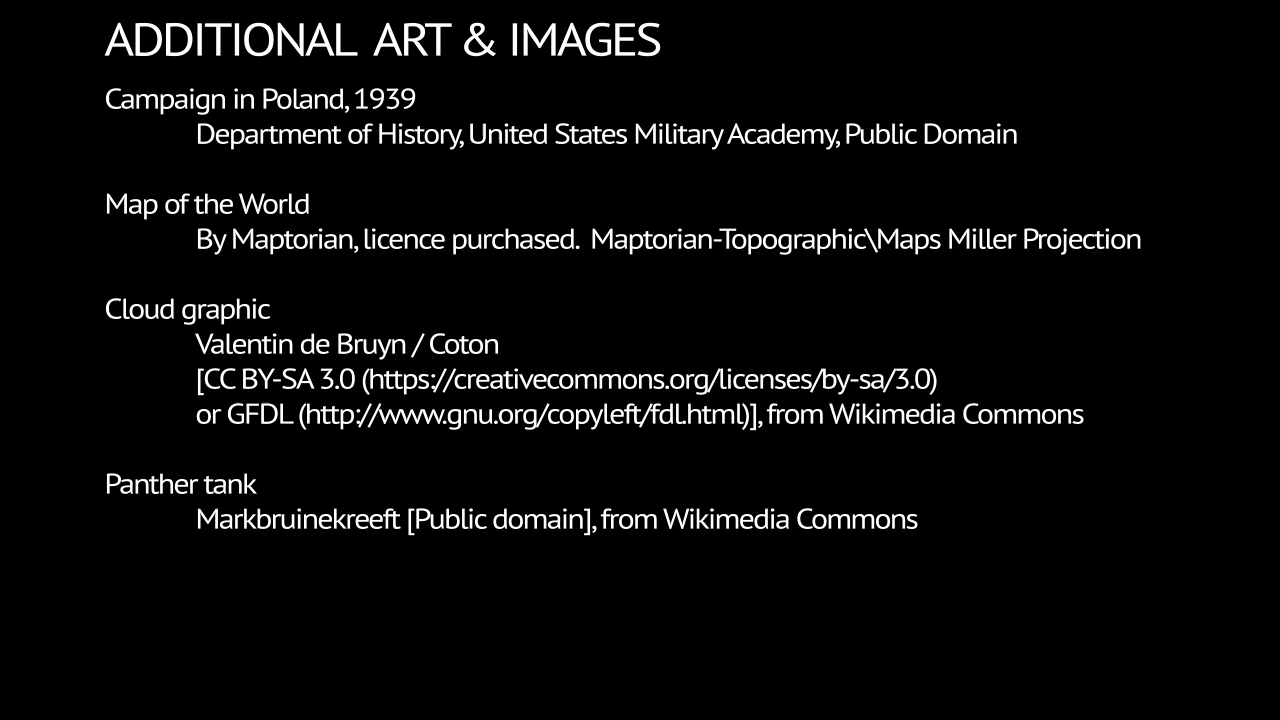 ADDITIONAL ART & IMAGES
Campaign in Poland, 1939
Department of History, United States Military Academy, Public Domain
Map of the World
By Maptorian, licence purchased. Maptorian-Topographic\Maps Miller Projection
Cloud graphic
Valentin de Bruyn / Coton
[CC BY-SA 3.0 (https://creativecommons.org/licenses/by-sa/3.0)
or GFDL (http://www.gnu.org/copyleft/fdl.html)], from Wikimedia Commons
Panther tank
Markbruinekreeft [Public domain], from Wikimedia Commons